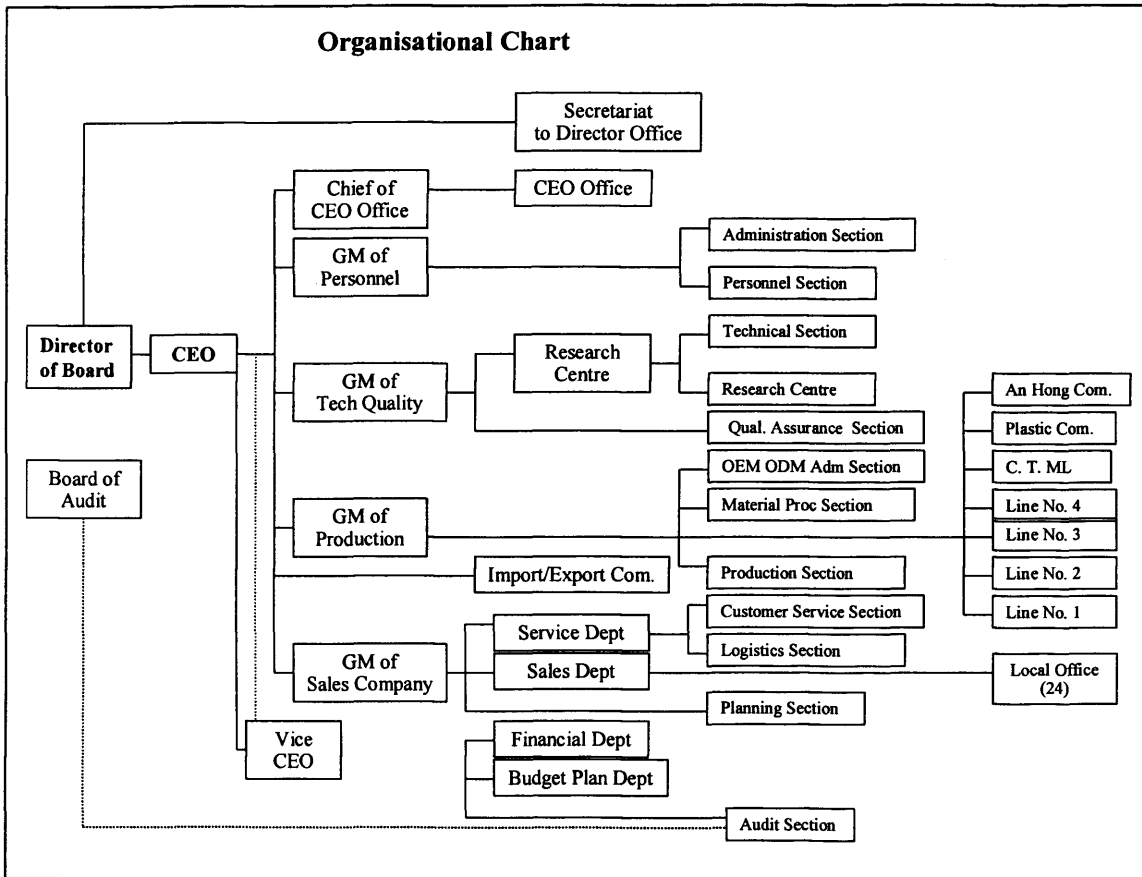 Organisational Chart
Secretariat
to Director Office
Chief of
CEO Office
CEO Office
GM of
Personnel
Administration Section
Personnel Section
Director
of Board
CEO
GM of
Tech Quality
Research
Centre
Technical Section
Research Centre
Qual. Assurance Section
An Hong Com.
Plastic Com.
C. T. ML
Line No. 4
Line No. 3
Line No. 2
Line No. 1
Board of
Audit
GM of
Production
OEM ODM Adm Section
Material Proc Section
Production Section
Import/Export Com.
GM of
Sales Company
Service Dept
Customer Service Section
Logistics Section
Sales Dept
Local Office
(24)
Planning Section
Vice
CEO
Financial Dept
Budget Plan Dept
Audit Section